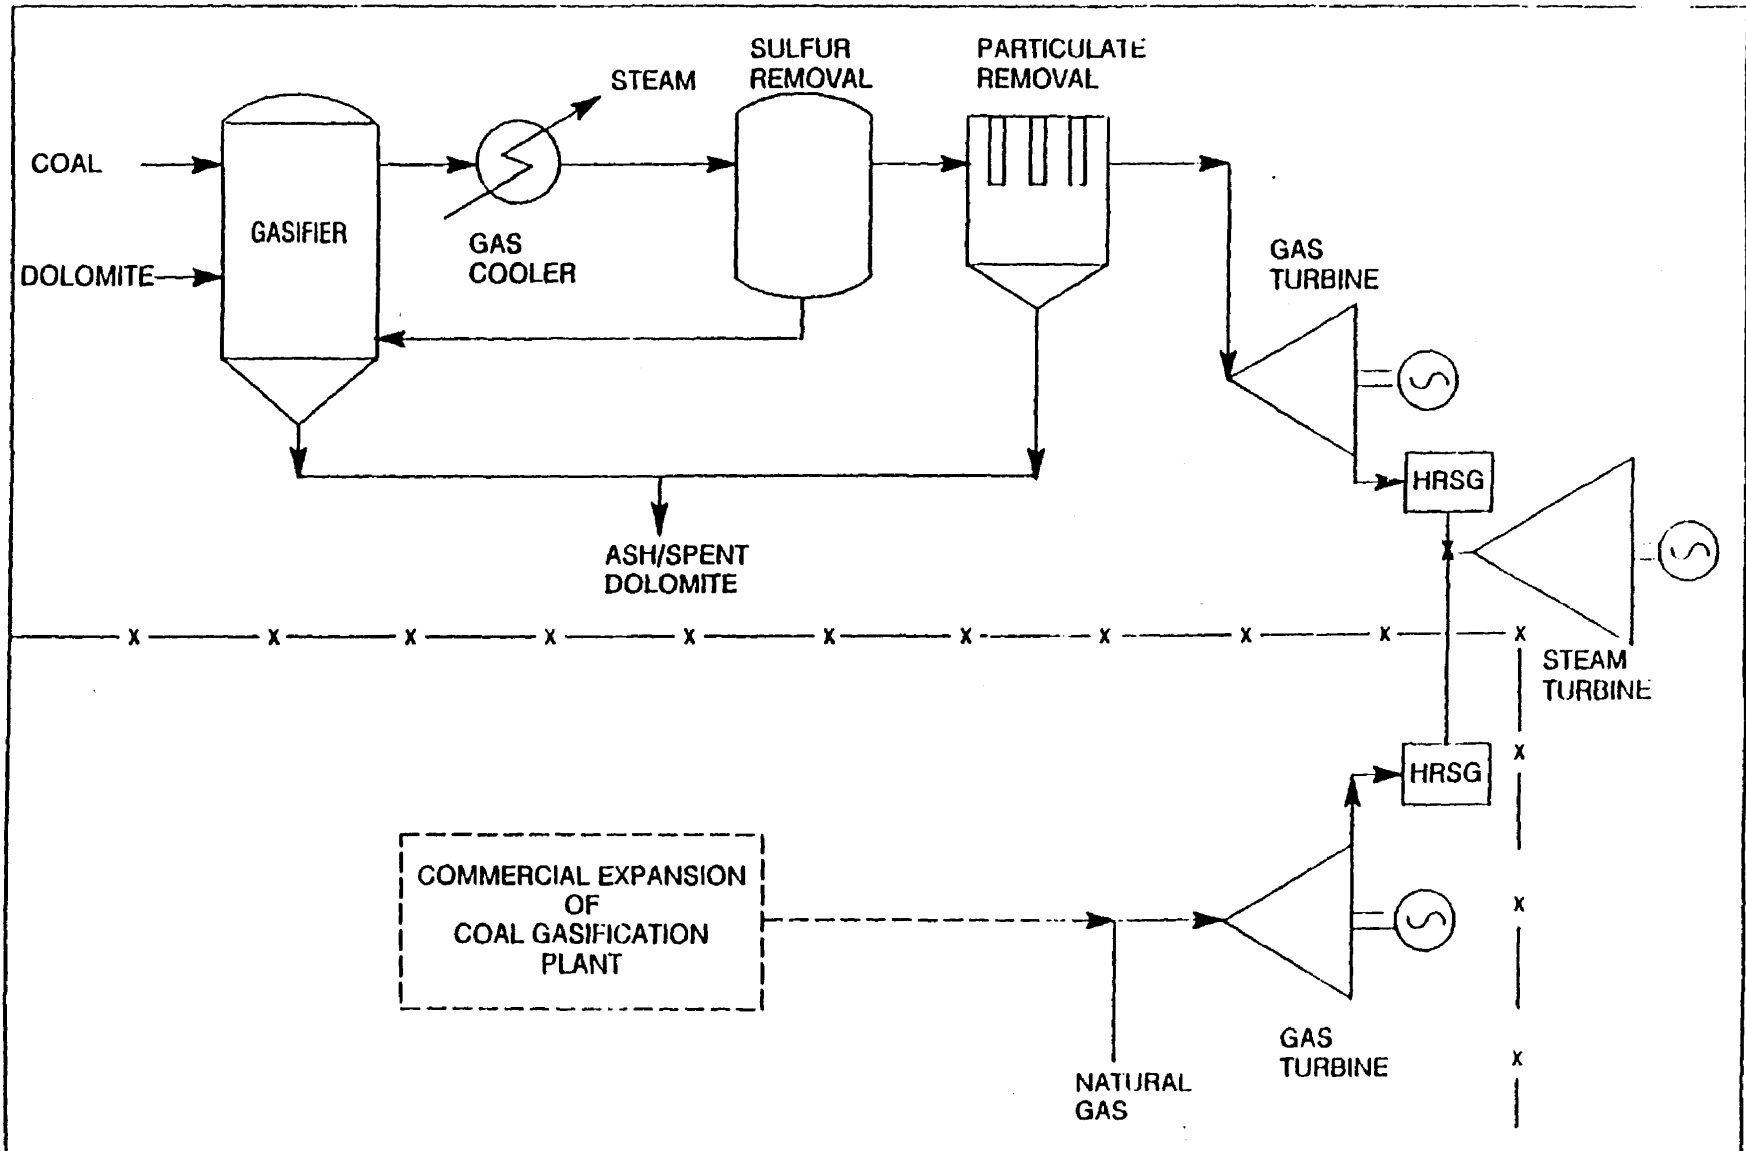 SULFUR
REMOVAL
PARTICULATE
REMOVAL
STEAM
COAL
GASIFIER
DOLOMITE
GAS
COOLER
GAS
TURBINE
HRSG
ASH/SPENT
DOLOMITE
STEAM
TURBINE
HRSG
COMMERCIAL EXPANSION
OF
COAL GASIFICATION
PLANT
GAS
TURBINE
NATURAL
GAS